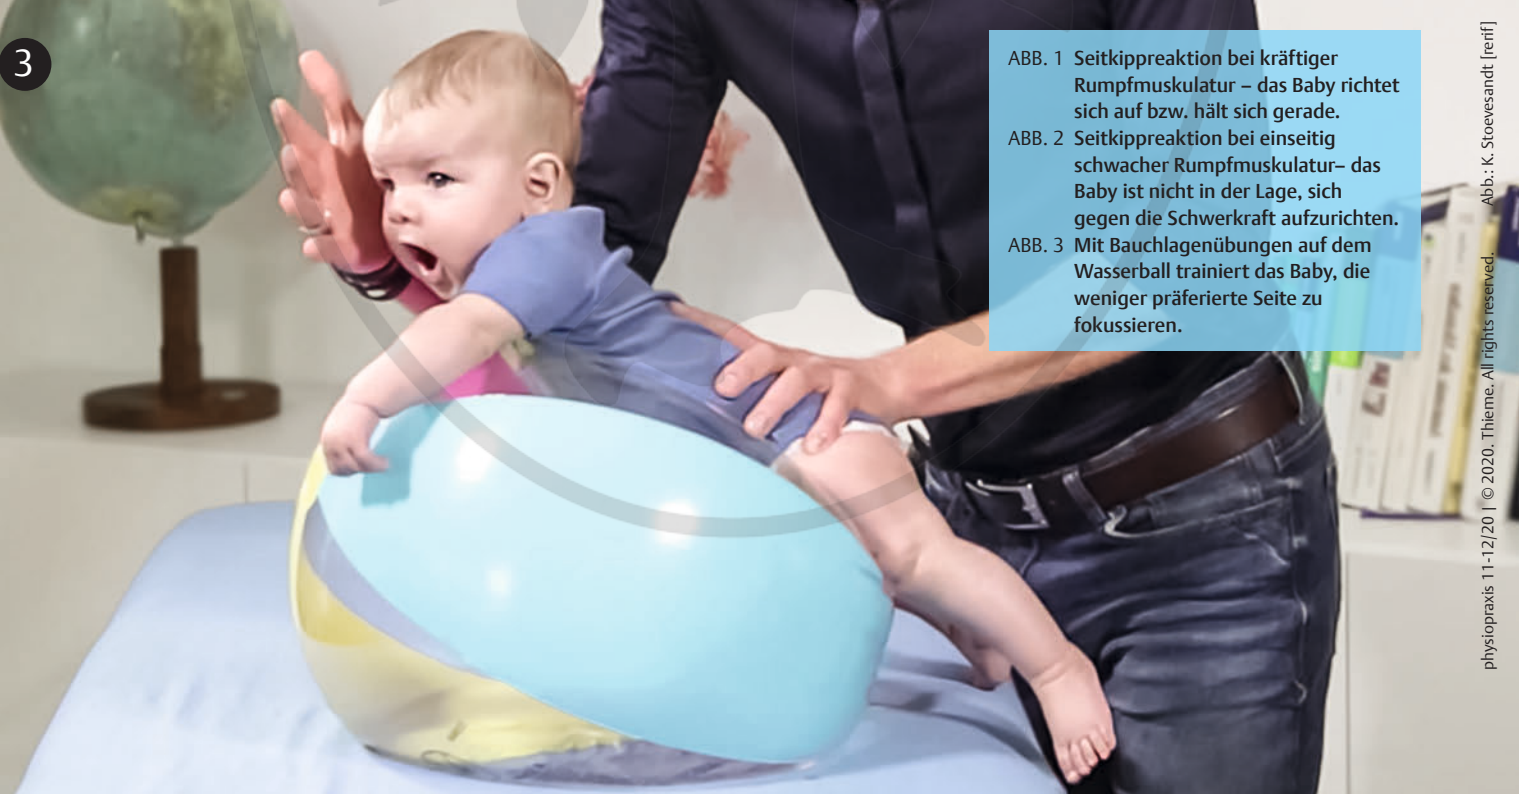 3
ABB. 1 Seitkippreaktion bei kräftiger
Rumpfmuskulatur – das Baby richtet
sich auf bzw. hält sich gerade.
ABB. 2 Seitkippreaktion bei einseitig
schwacher Rumpfmuskulatur– das
Baby ist nicht in der Lage, sich
gegen die Schwerkraft aufzurichten.
ABB. 3 Mit Bauchlagenübungen auf dem
Wasserball trainiert das Baby, die
weniger präferierte Seite zu
fokussieren.
physiopraxis 11-12/20 | © 2020. Thieme. All rights reserved. Abb.: K. Stoevesandt [rerif]